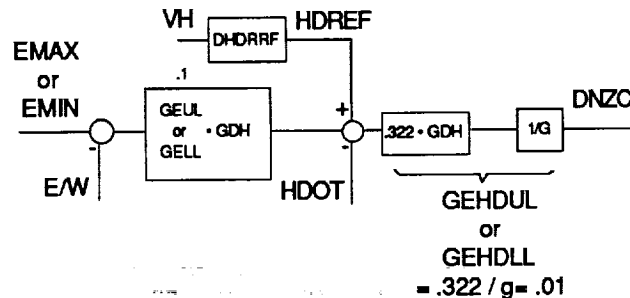 VH
HDREF
DHDRRF
EMAX
or
EMIN
.1
GEUL
or
GELL
• GDH
+
-
-
.322 • GDH
1/G
DNZC
E/W
HDOT
GEHDUL
or
GEHDLL
= .322 / g= .01